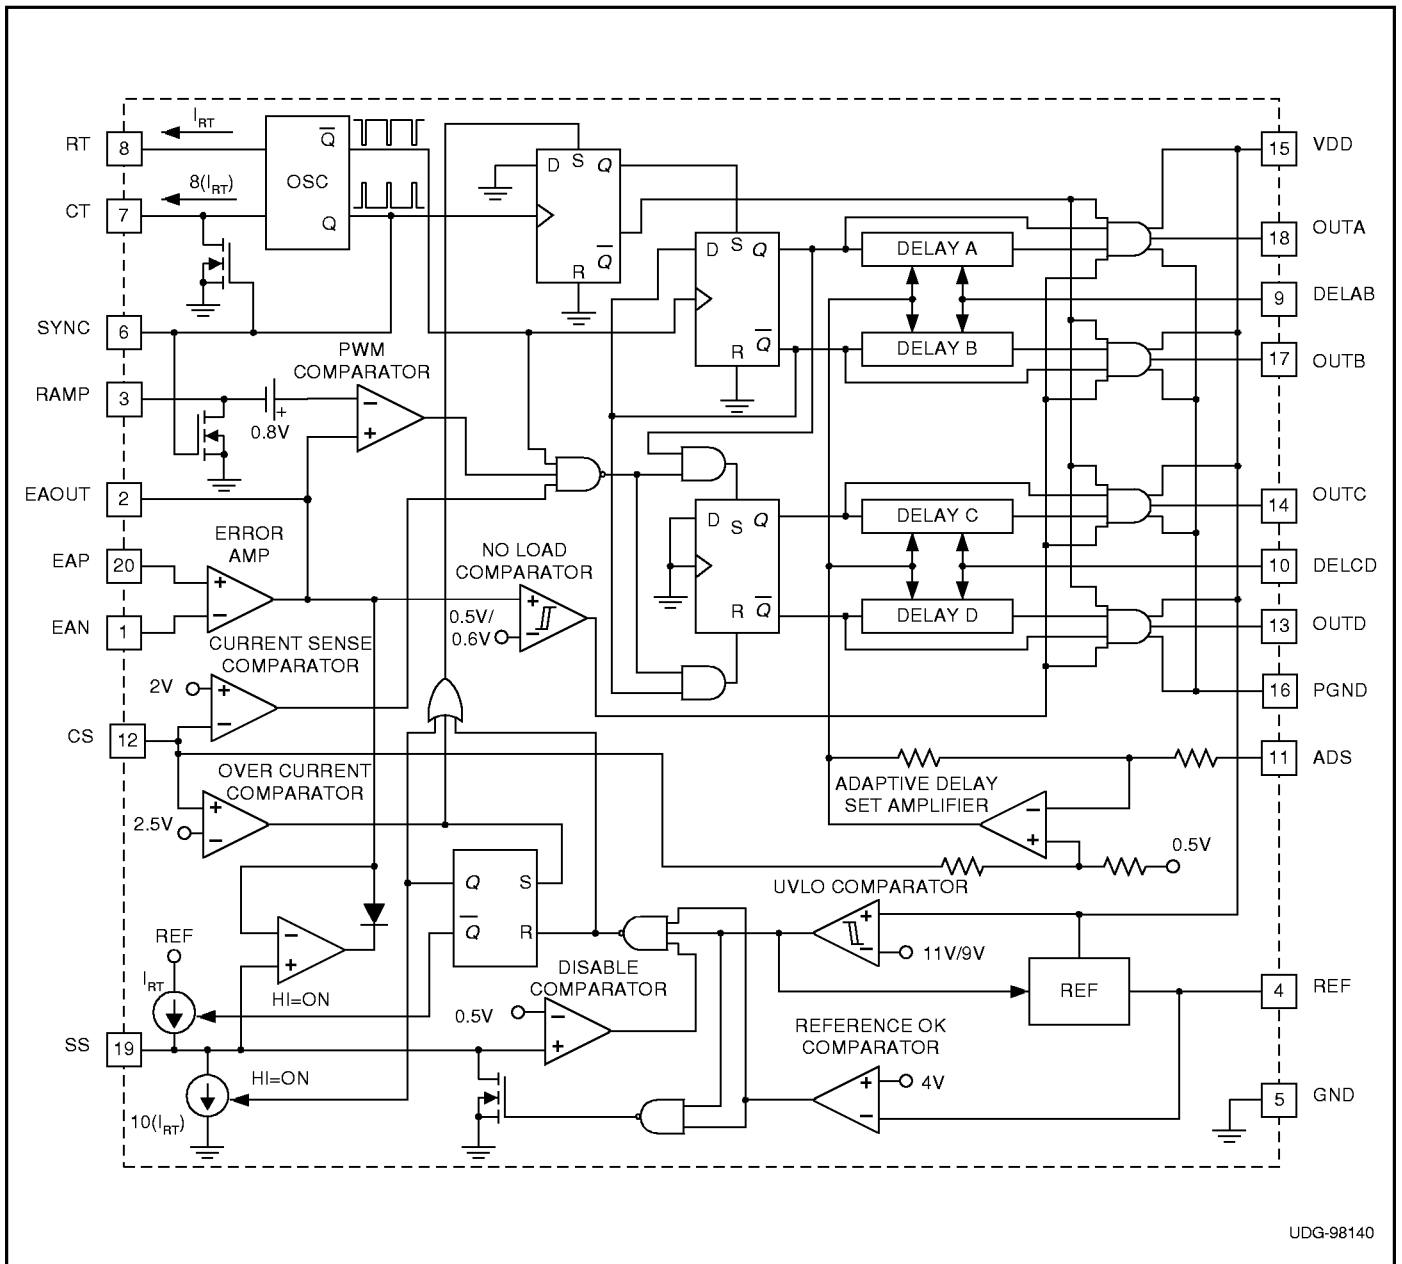 RT
8
I_RT
Q̅
OSC
Q
8(I_RT)
CT
7
SYNC
6
RAMP
3
+
0.8V
PWM
COMPARATOR
−
+
EAOUT
2
ERROR
AMP
EAP
20
+
EAN
1
−
NO LOAD
COMPARATOR
+
0.5V/
0.6V
−
CURRENT SENSE
COMPARATOR
2V
+
−
CS
12
OVER CURRENT
COMPARATOR
+
2.5V
−
REF
I_RT
−
+
HI=ON
SS
19
HI=ON
10(I_RT)
Q
S
Q̅
R
DISABLE
COMPARATOR
0.5V
−
+
D
S
Q
Q̅
R
D
S
Q
R
Q̅
D
S
Q
R
Q̅
DELAY A
DELAY B
DELAY C
DELAY D
15
VDD
18
OUTA
9
DELAB
17
OUTB
14
OUTC
10
DELCD
13
OUTD
16
PGND
11
ADS
ADAPTIVE DELAY
SET AMPLIFIER
−
+
0.5V
UVLO COMPARATOR
+
−
11V/9V
REF
4
REF
REFERENCE OK
COMPARATOR
+
4V
−
5
GND
UDG-98140